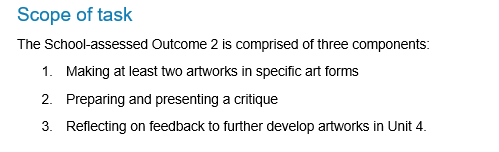 Scope of task
The School-assessed Outcome 2 is comprised of three components:
1. Making at least two artworks in specific art forms
2. Preparing and presenting a critique
3. Reflecting on feedback to further develop artworks in Unit 4.